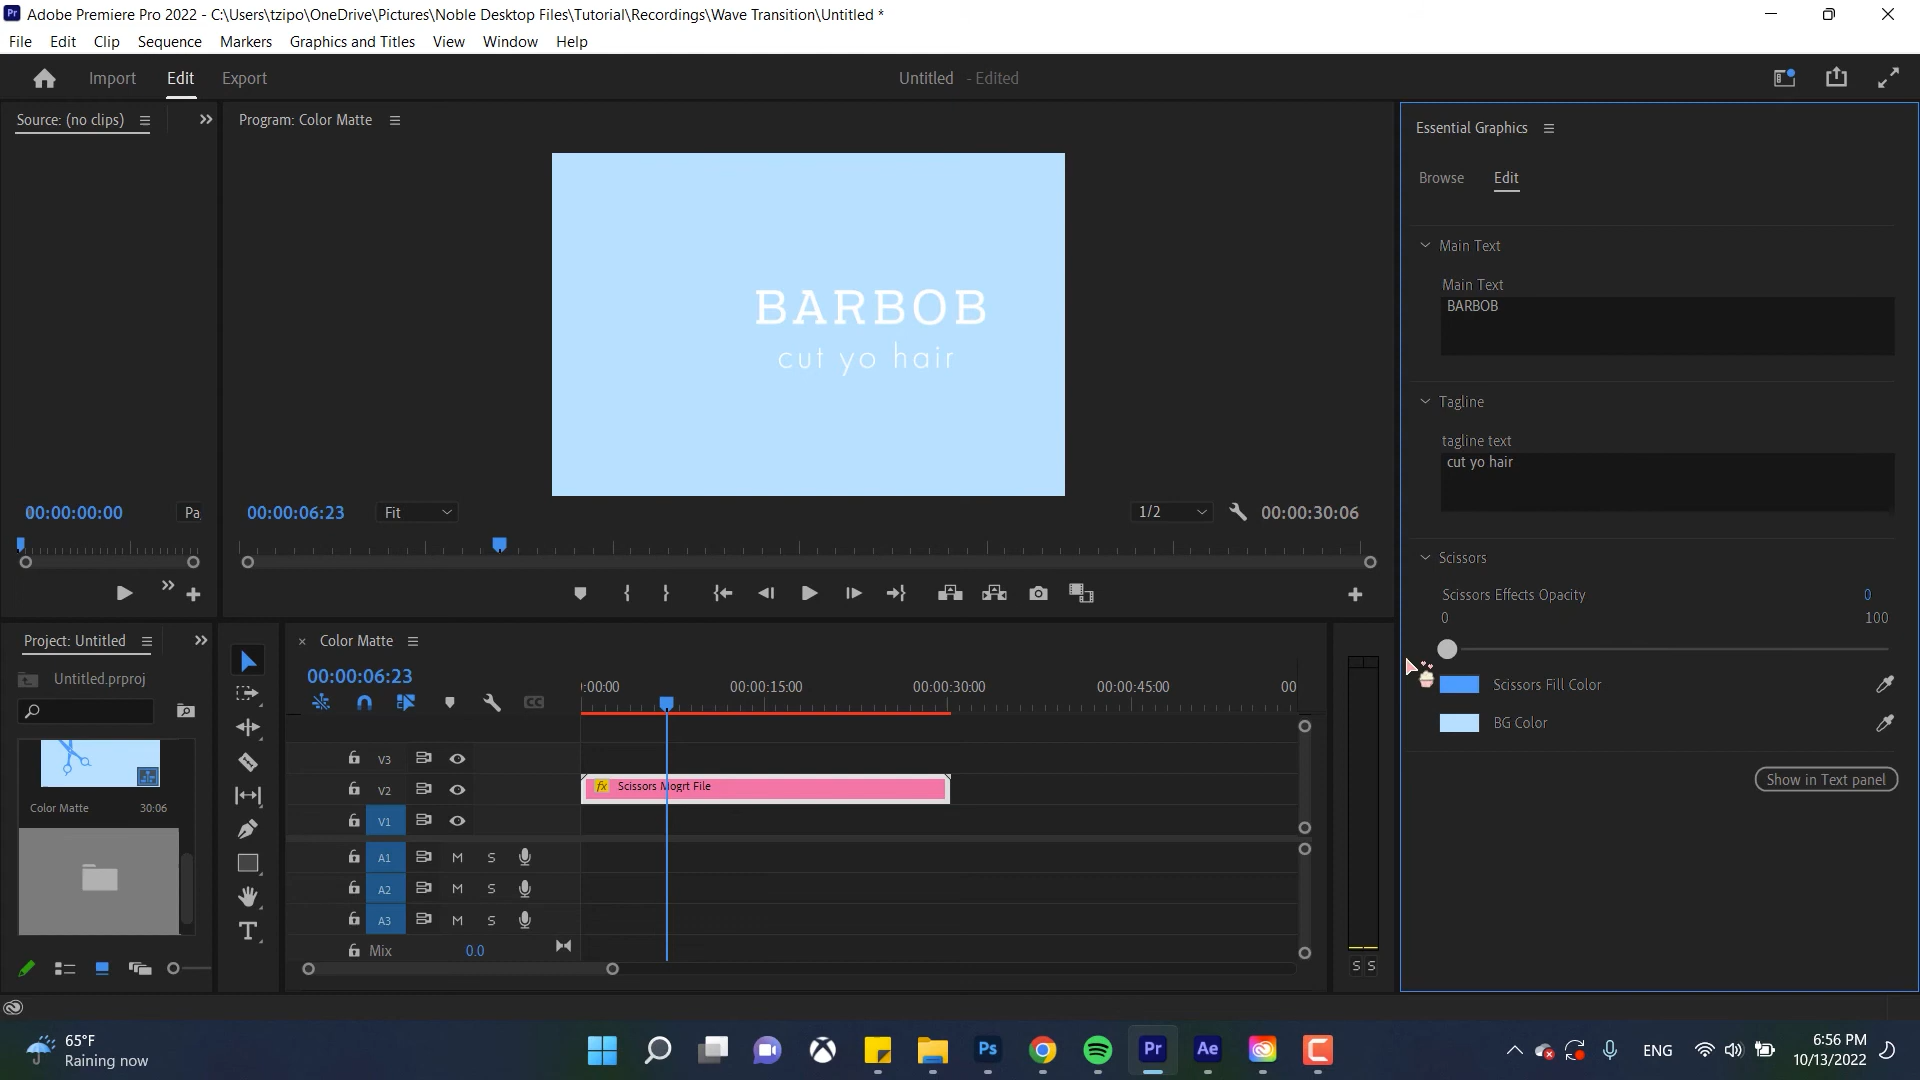 Pr Adobe Premiere Pro 2022 - C:\Users\tzipo\OneDrive\Pictures\Noble Desktop Files\Tutorial\Recordings\Wave Transition\Untitled *
File Edit Clip Sequence Markers Graphics and Titles View Window Help
Import Edit Export Untitled - Edited
Source: (no clips) Program: Color Matte Essential Graphics
Browse Edit
Main Text
Main Text
BARBOB
BARBOB
cut yo hair
Tagline
tagline text
cut yo hair
00:00:00:00 Pa 00:00:06:23 Fit 1/2 00:00:30:06
Scissors
Scissors Effects Opacity 0
0 100
Scissors Fill Color
BG Color
Show in Text panel
Project: Untitled
Untitled.prproj
Color Matte 30:06
Color Matte
00:00:06:23
:00:00 00:00:15:00 00:00:30:00 00:00:45:00 00
V3
V2 fx Scissors Mogrt File
V1
A1 M S
A2 M S
A3 M S
Mix 0.0
S S
T
65°F
Raining now
Ps Pr Ae
ENG
6:56 PM
10/13/2022